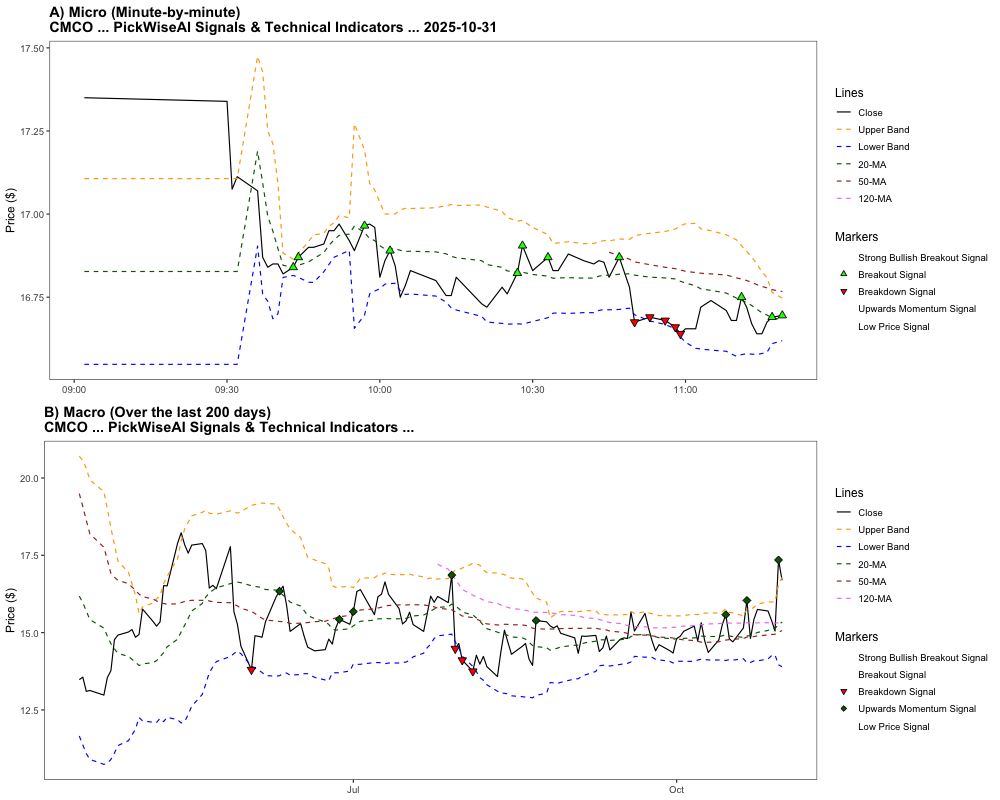 A) Micro (Minute-by-minute)
CMCO ... PickWiseAI Signals & Technical Indicators ... 2025-10-31
Price ($)
17.50
17.25
17.00
16.75
09:00
09:30
10:00
10:30
11:00
Lines
Close
Upper Band
Lower Band
20-MA
50-MA
120-MA
Markers
Strong Bullish Breakout Signal
Breakout Signal
Breakdown Signal
Upwards Momentum Signal
Low Price Signal
B) Macro (Over the last 200 days)
CMCO ... PickWiseAI Signals & Technical Indicators ...
Price ($)
20.0
17.5
15.0
12.5
Jul
Oct
Lines
Close
Upper Band
Lower Band
20-MA
50-MA
120-MA
Markers
Strong Bullish Breakout Signal
Breakout Signal
Breakdown Signal
Upwards Momentum Signal
Low Price Signal